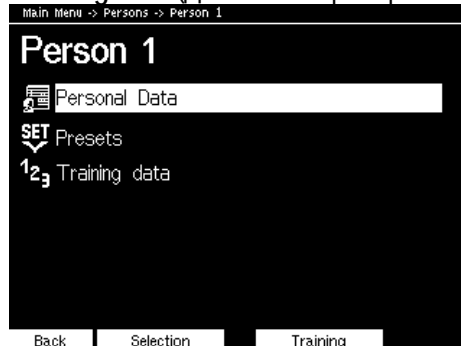 Main Menu -> Persons -> Person 1
Person 1
Personal Data
SET Presets
123 Training data
Back Selection Training